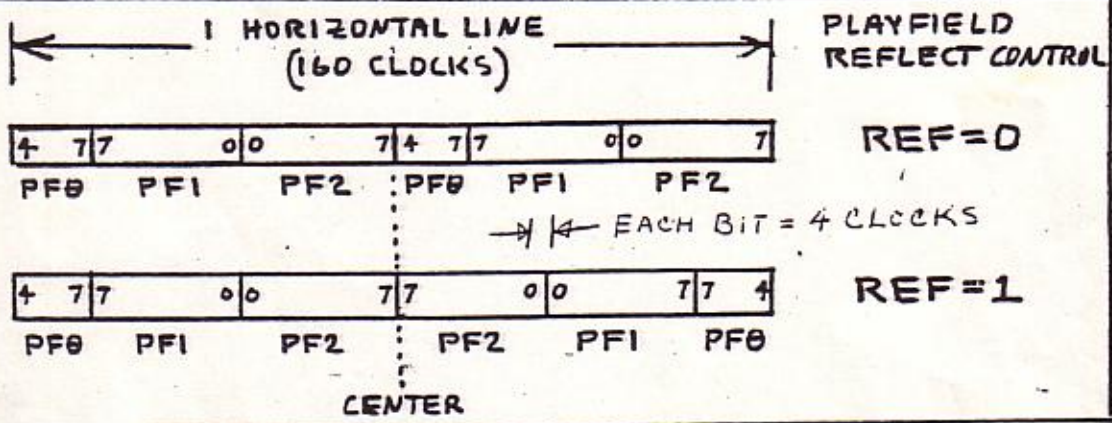 1 HORIZONTAL LINE
(160 CLOCKS)
PLAYFIELD
REFLECT CONTROL
4 7 7 0 0 7 4 7 7 0 0 7
REF=0
PF0 PF1 PF2 PF0 PF1 PF2
EACH BiT = 4 CLOCKS
4 7 7 0 0 7 7 0 0 7 7 4
REF=1
PF0 PF1 PF2 PF2 PF1 PF0
CENTER